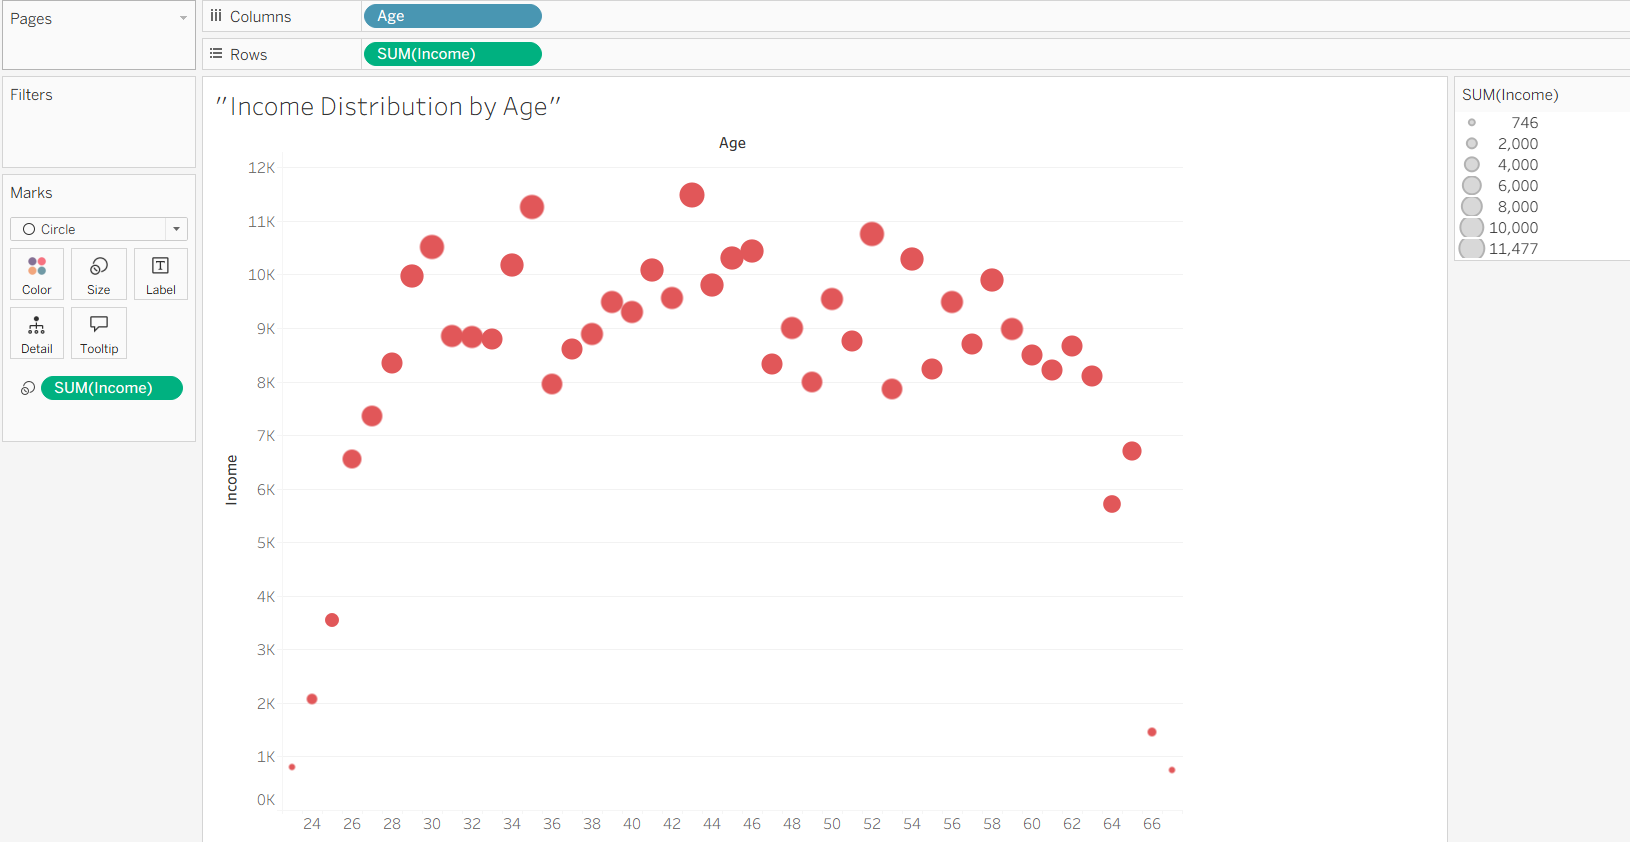 Pages
Columns
Age
Rows
SUM(Income)
Filters
Marks
Circle
Color
Size
Label
Detail
Tooltip
SUM(Income)
"Income Distribution by Age"
Age
12K
11K
10K
9K
8K
7K
6K
5K
4K
3K
2K
1K
0K
Income
24 26 28 30 32 34 36 38 40 42 44 46 48 50 52 54 56 58 60 62 64 66
SUM(Income)
746
2,000
4,000
6,000
8,000
10,000
11,477